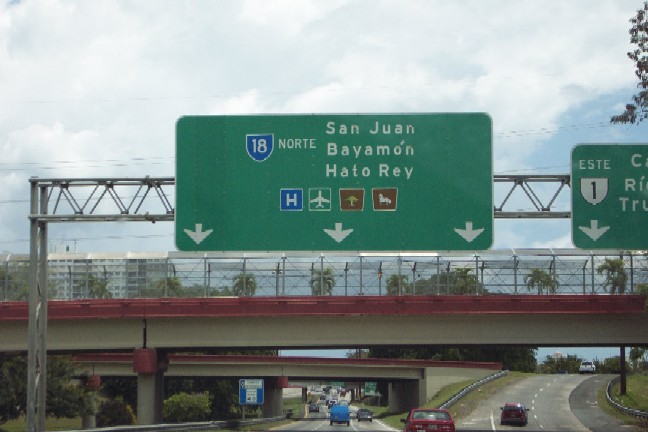 18 NORTE
San Juan
Bayamón
Hato Rey
H
ESTE
1